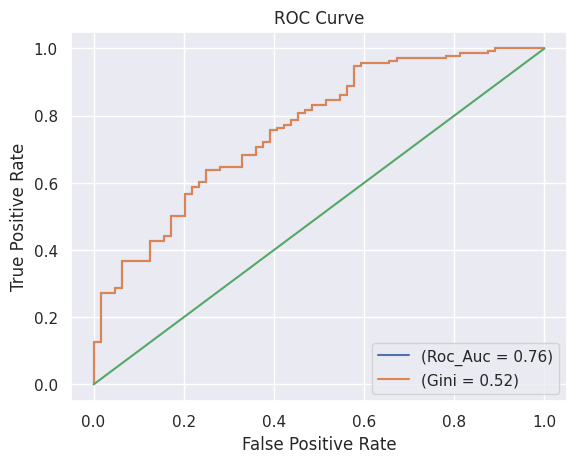 ROC Curve
1.0
0.8
0.6
0.4
0.2
0.0
True Positive Rate
(Roc_Auc = 0.76)
(Gini = 0.52)
0.0 0.2 0.4 0.6 0.8 1.0
False Positive Rate